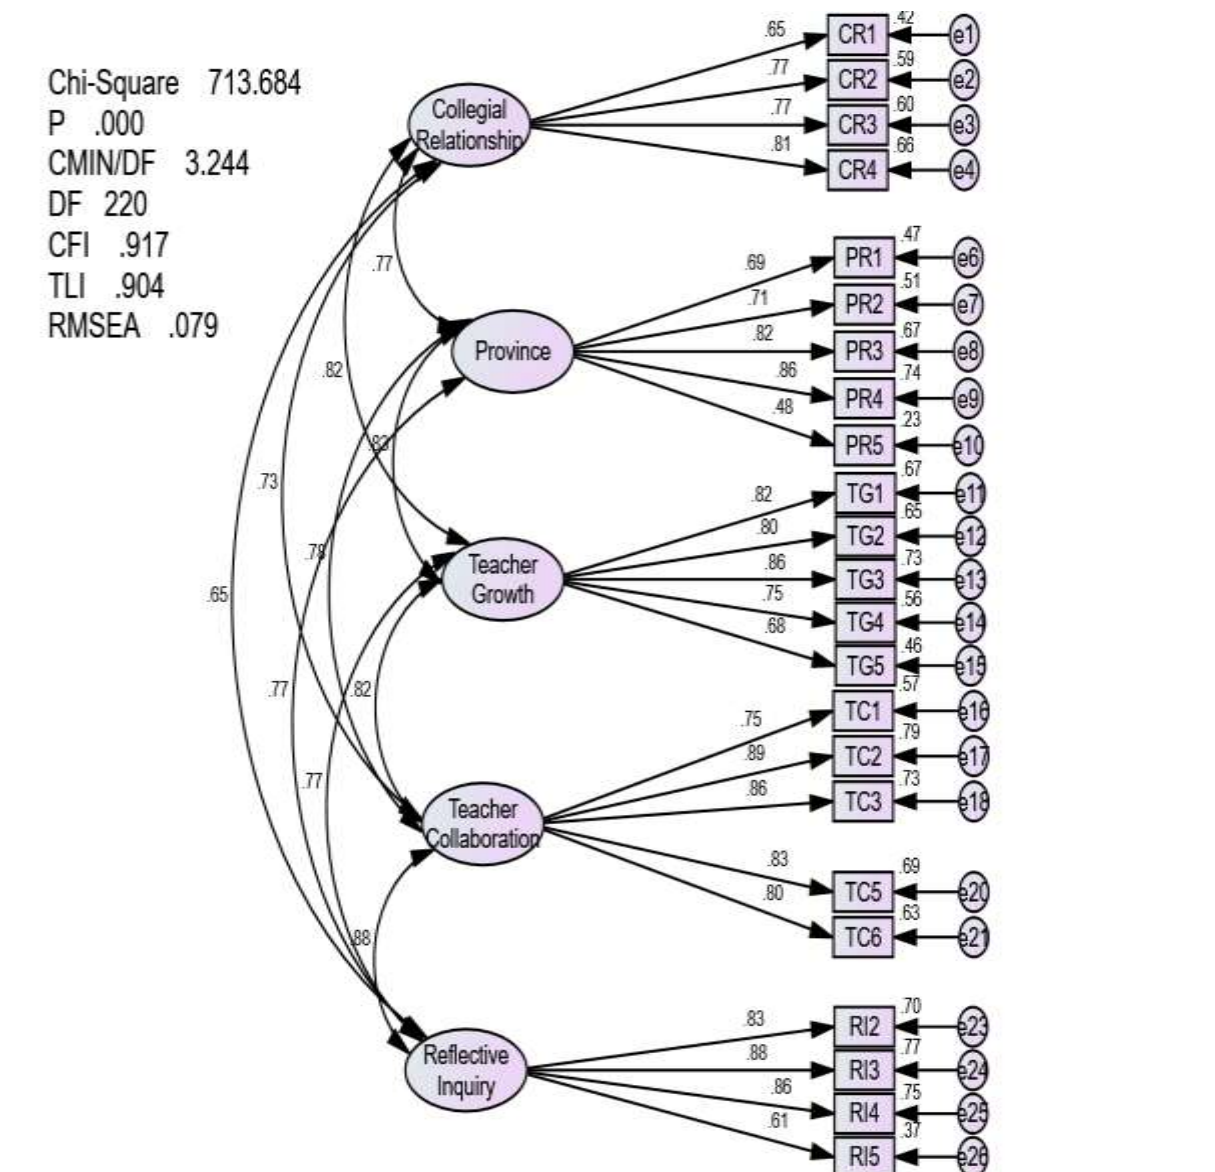 Chi-Square 713.684
P .000
CMIN/DF 3.244
DF 220
CFI .917
TLI .904
RMSEA .079
Collegial
Relationship
.65 CR1 .42 e1
.77 CR2 .59 e2
.77 CR3 .60 e3
.81 CR4 .66 e4
.77
Province
.69 PR1 .47 e6
.71 PR2 .51 e7
.82 PR3 .67 e8
.86 PR4 .74 e9
.48 PR5 .23 e10
.82
.83
.73
Teacher
Growth
.82 TG1 .67 e11
.80 TG2 .65 e12
.86 TG3 .73 e13
.75 TG4 .56 e14
.68 TG5 .46 e15
.78
.65
.77
.82
.77
Teacher
Collaboration
.75 TC1 .57 e16
.89 TC2 .79 e17
.86 TC3 .73 e18
.83 TC5 .69 e20
.80 TC6 .63 e21
.88
Reflective
Inquiry
.83 RI2 .70 e23
.88 RI3 .77 e24
.86 RI4 .75 e25
.61 RI5 .37 e26